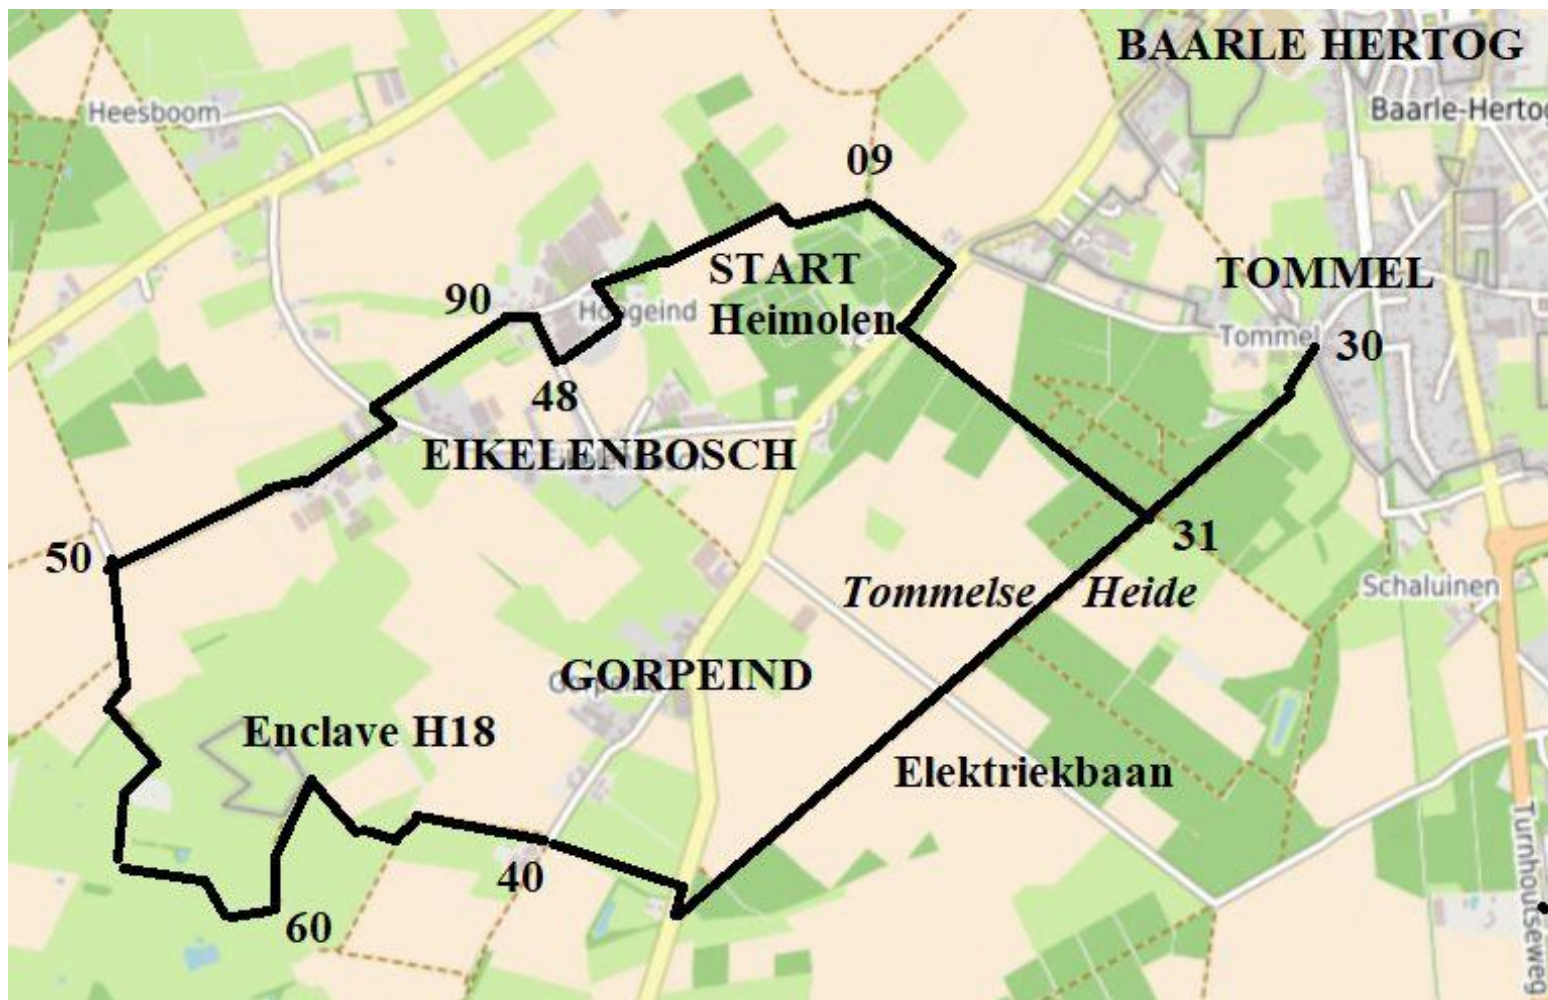 BAARLE HERTOG
Heesboom
Baarle-Hertog
09
START
Heimolen
TOMMEL
90
Hoogeind
Tommel
30
48
EIKELENBOSCH
50
31
Tommelse Heide
Schaluinen
GORPEIND
Enclave H18
Elektriekbaan
40
60
Turnhoutseweg